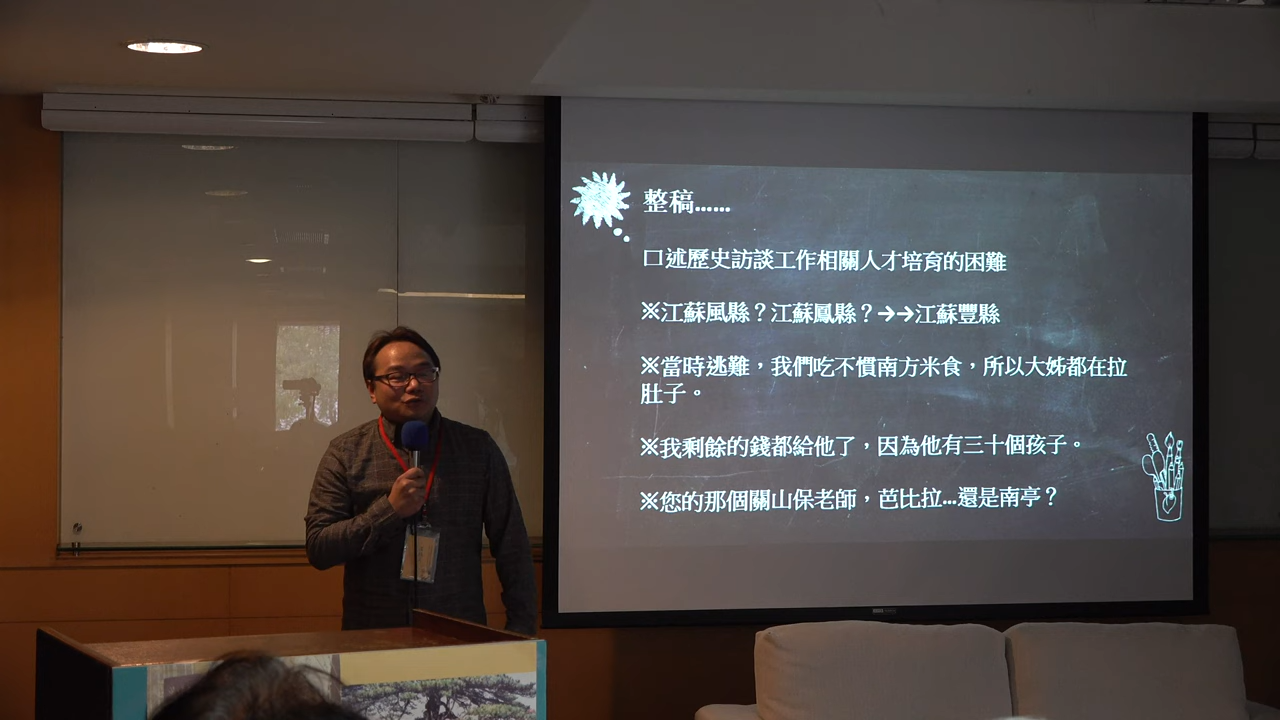 整稿……
口述歷史訪談工作相關人才培育的困難
※江蘇風縣？江蘇鳳縣？→→江蘇豐縣
※當時逃難，我們吃不慣南方米食，所以大姊都在拉
肚子。
※我剩餘的錢都給他了，因為他有三十個孩子。
※您的那個關山保老師，芭比拉…還是南亭？